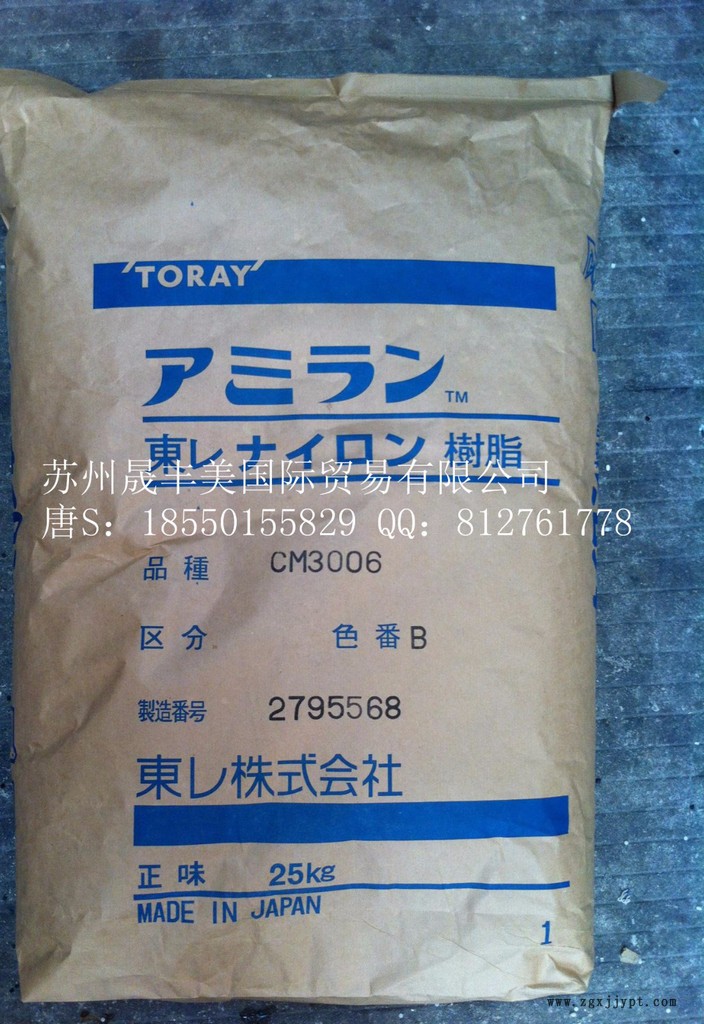 TORAY
アミラン™
東レナイロン樹脂
苏州晟丰美国际贸易有限公司
唐S：18550155829 QQ：812761778
品種 CM3006
区分 色番B
製造番号 2795568
東レ株式会社
正味 25kg
MADE IN JAPAN
1
www.zgxjjypt.com